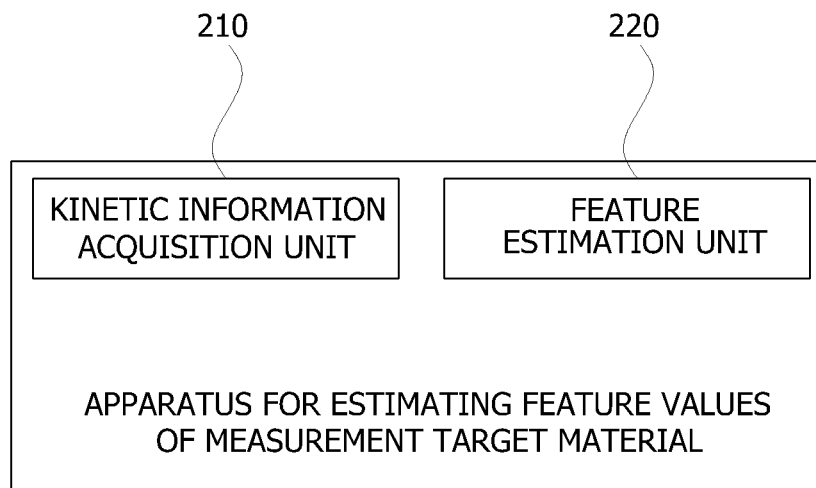 210
220
KINETIC INFORMATION
ACQUISITION UNIT
FEATURE
ESTIMATION UNIT
APPARATUS FOR ESTIMATING FEATURE VALUES
OF MEASUREMENT TARGET MATERIAL